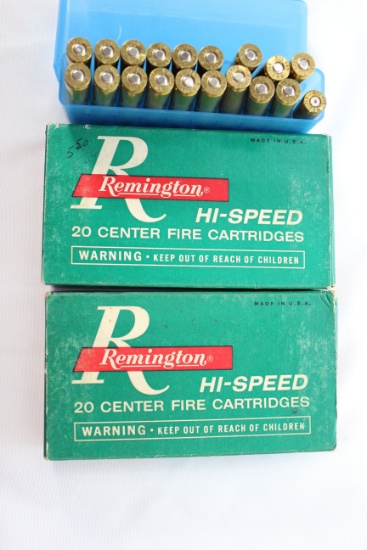 580
MADE IN U.S.A.
R
Remington®
HI-SPEED
20 CENTER FIRE CARTRIDGES
WARNING • KEEP OUT OF REACH OF CHILDREN
MADE IN U.S.A.
R
Remington®
HI-SPEED
20 CENTER FIRE CARTRIDGES
WARNING • KEEP OUT OF REACH OF CHILDREN